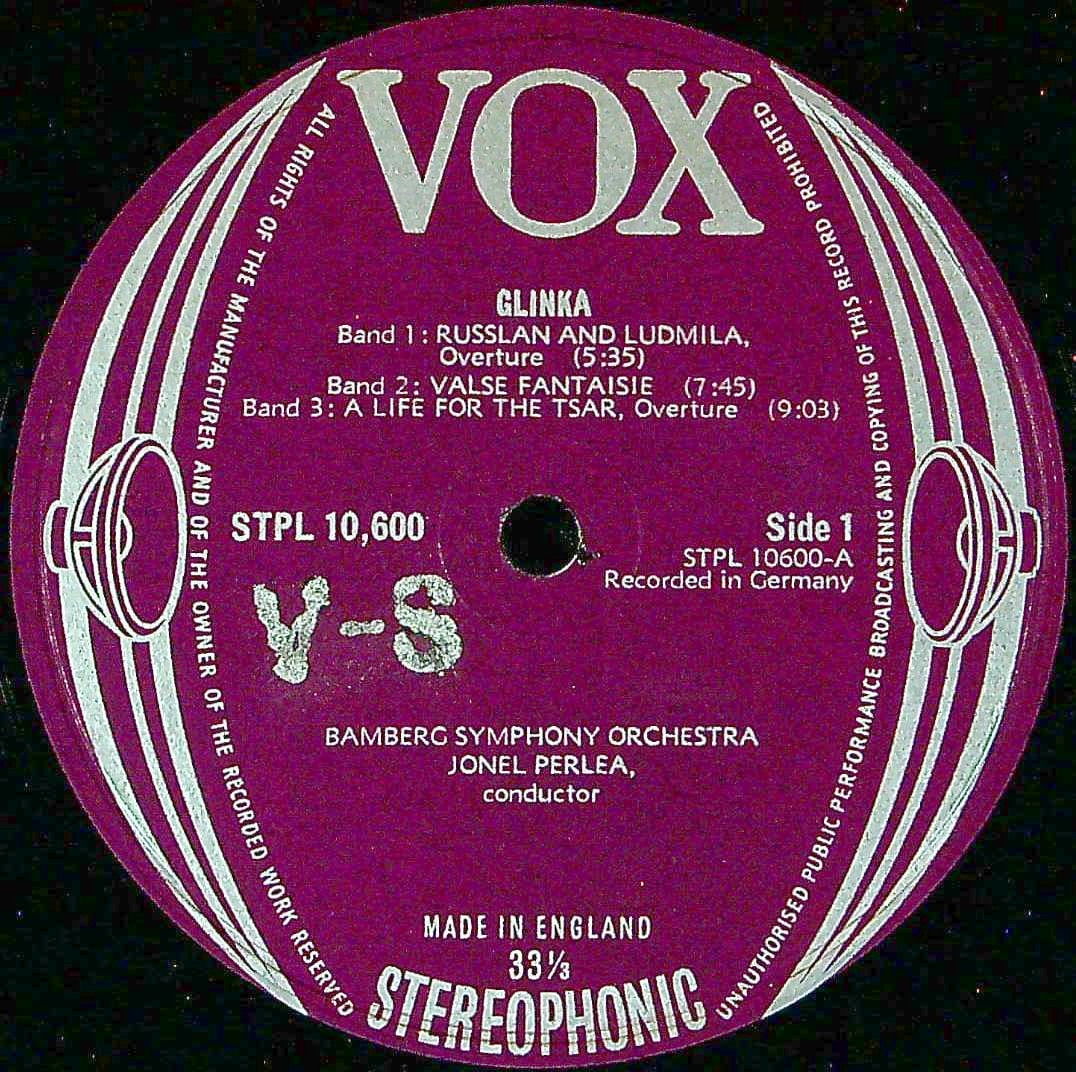 VOX
ALL RIGHTS OF THE MANUFACTURER AND OF THE OWNER OF THE RECORDED WORK RESERVED
UNAUTHORISED PUBLIC PERFORMANCE BROADCASTING AND COPYING OF THIS RECORD PROHIBITED
GLINKA
Band 1: RUSSLAN AND LUDMILA,
Overture (5:35)
Band 2: VALSE FANTAISIE (7:45)
Band 3: A LIFE FOR THE TSAR, Overture (9:03)
STPL 10,600
Side 1
STPL 10600-A
Recorded in Germany
V-S
BAMBERG SYMPHONY ORCHESTRA
JONEL PERLEA,
conductor
MADE IN ENGLAND
33⅓
STEREOPHONIC